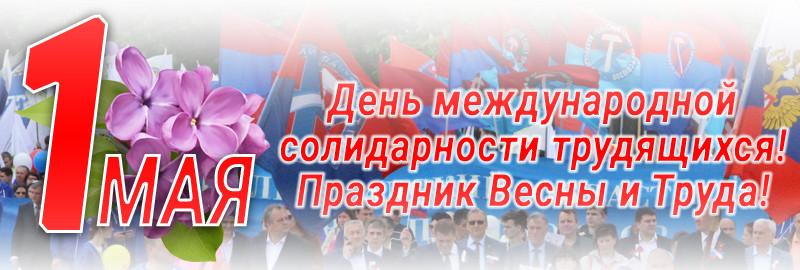 1 МАЯ
День международной
солидарности трудящихся!
Праздник Весны и Труда!